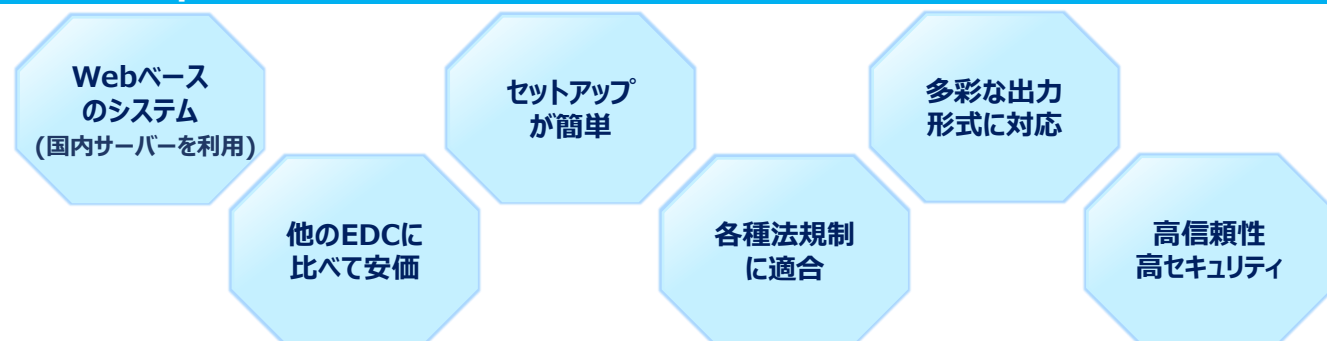 Webベース
のシステム
(国内サーバーを利用)
セットアップ
が簡単
多彩な出力
形式に対応
他のEDCに
比べて安価
各種法規制
に適合
高信頼性
高セキュリティ